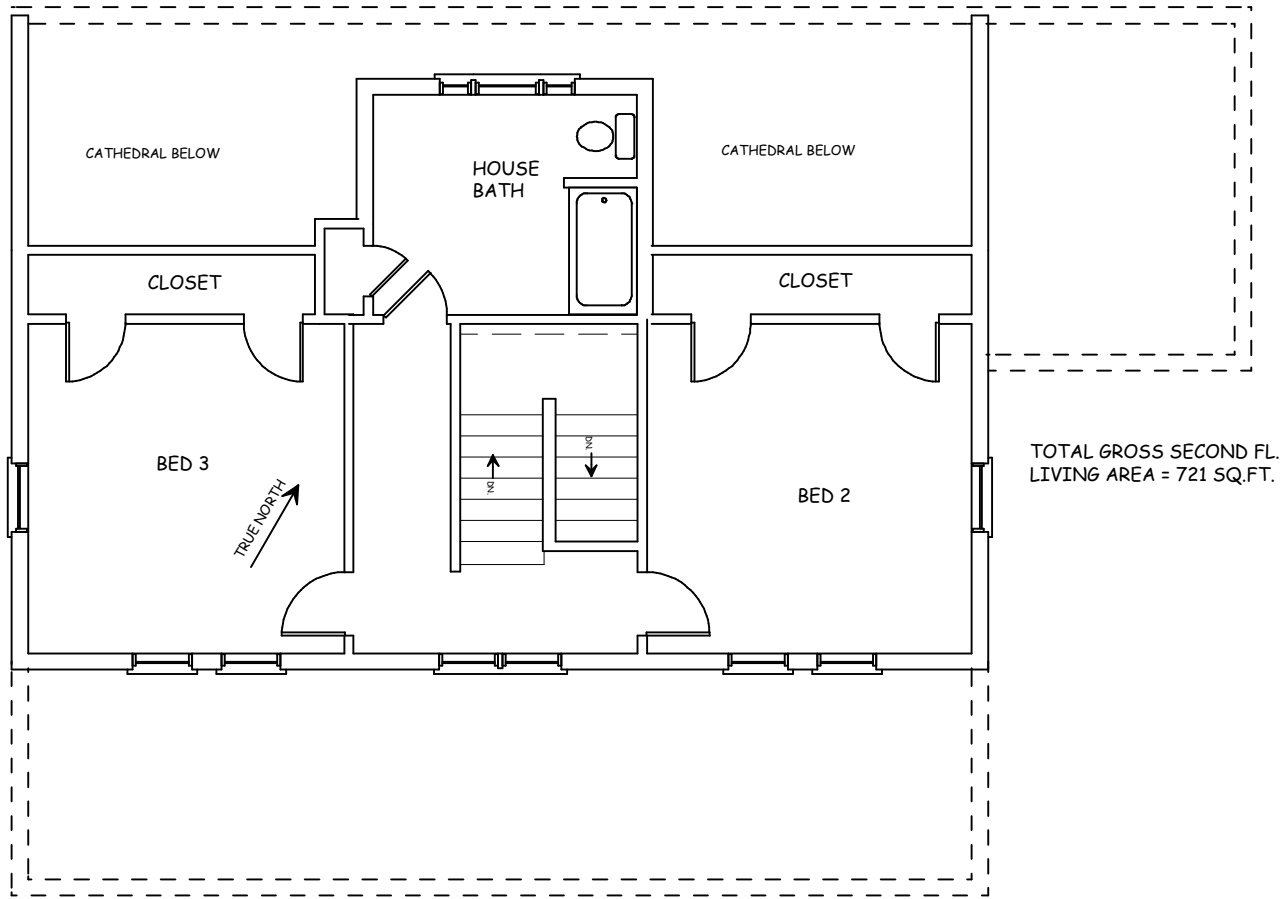 CATHEDRAL BELOW
CATHEDRAL BELOW
HOUSE
BATH
CLOSET
CLOSET
BED 3
TRUE NORTH
DN.
DN.
BED 2
TOTAL GROSS SECOND FL.
LIVING AREA = 721 SQ.FT.